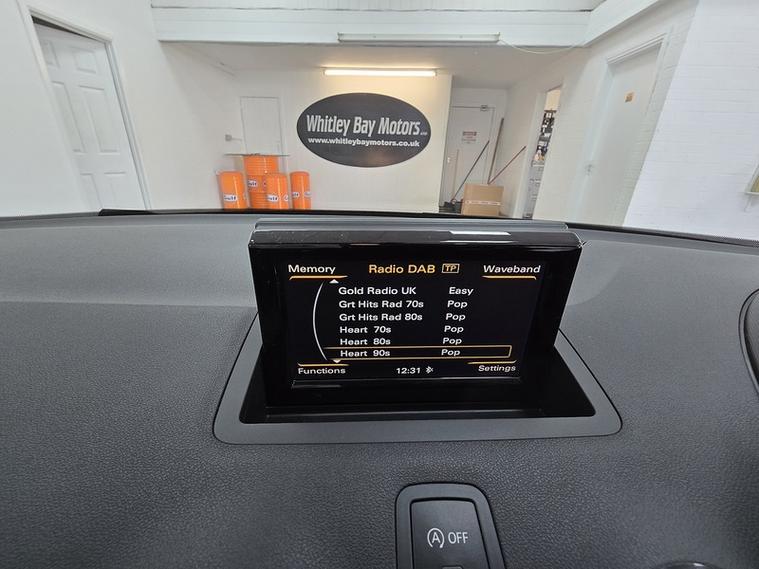 Whitley Bay Motors
www.whitleybaymotors.co.uk
Memory Radio DAB TP Waveband
Gold Radio UK Easy
Grt Hits Rad 70s Pop
Grt Hits Rad 80s Pop
Heart 70s Pop
Heart 80s Pop
Heart 90s Pop
Functions 12:31 Settings
A OFF